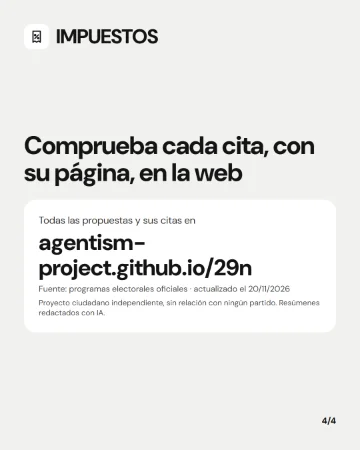 IMPUESTOS
Comprueba cada cita, con
su página, en la web
Todas las propuestas y sus citas en
agentism-
project.github.io/29n
Fuente: programas electorales oficiales · actualizado el 20/11/2026
Proyecto ciudadano independiente, sin relación con ningún partido. Resúmenes
redactados con IA.
4/4